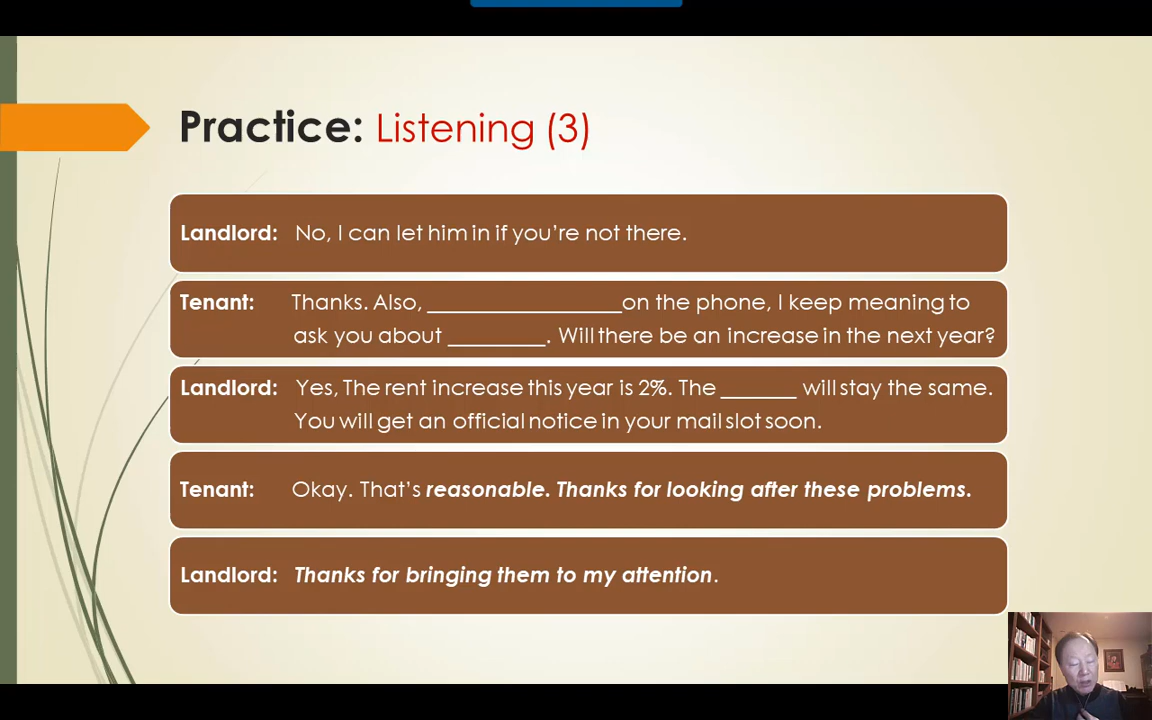 Practice: Listening (3)
Landlord: No, I can let him in if you're not there.
Tenant: Thanks. Also, __________________on the phone, I keep meaning to
ask you about _________. Will there be an increase in the next year?
Landlord: Yes, The rent increase this year is 2%. The _______ will stay the same.
You will get an official notice in your mail slot soon.
Tenant: Okay. That's reasonable. Thanks for looking after these problems.
Landlord: Thanks for bringing them to my attention.